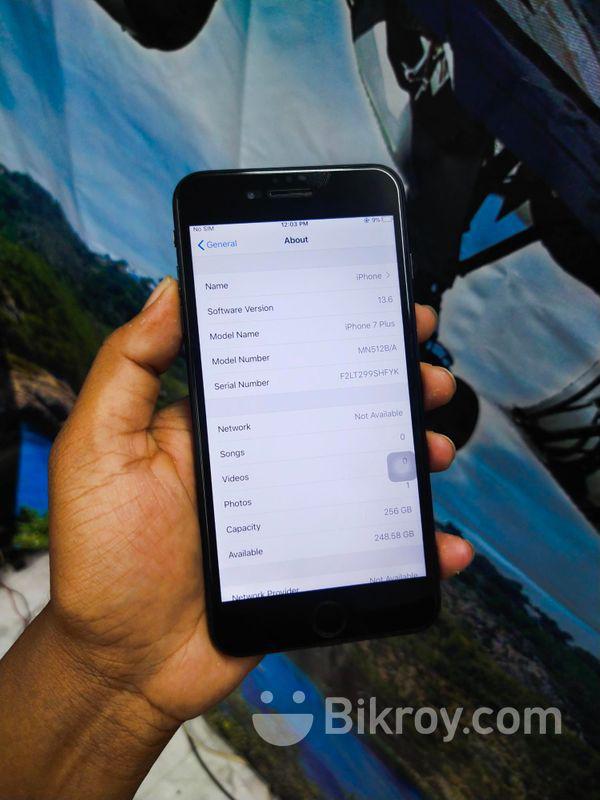 No SIM 12:03 PM 9%
General About
Name iPhone
Software Version 13.6
Model Name iPhone 7 Plus
Model Number MN512B/A
Serial Number F2LT299SHFYK
Network Not Available
Songs 0
Videos 0
Photos 1
Capacity 256 GB
Available 248.58 GB
Network Provider Not Available
Bikroy.com